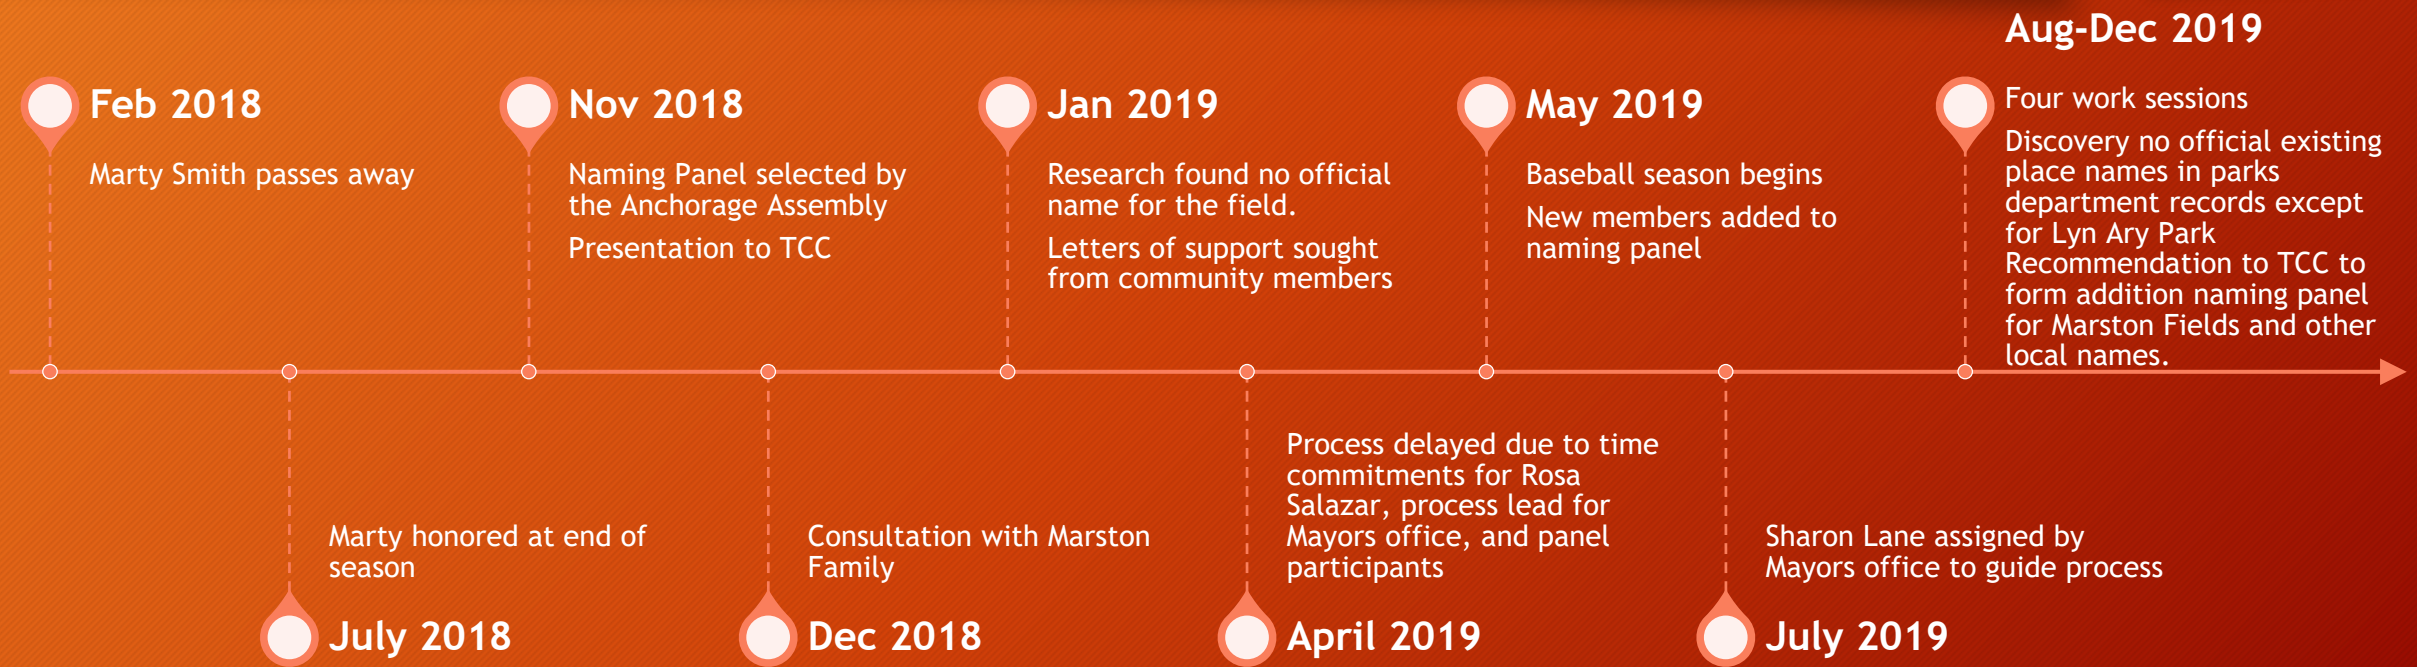 Feb 2018
Marty Smith passes away
July 2018
Marty honored at end of
season
Nov 2018
Naming Panel selected by
the Anchorage Assembly
Presentation to TCC
Dec 2018
Consultation with Marston
Family
Jan 2019
Research found no official
name for the field.
Letters of support sought
from community members
April 2019
Process delayed due to time
commitments for Rosa
Salazar, process lead for
Mayors office, and panel
participants
May 2019
Baseball season begins
New members added to
naming panel
July 2019
Sharon Lane assigned by
Mayors office to guide process
Aug-Dec 2019
Four work sessions
Discovery no official existing
place names in parks
department records except
for Lyn Ary Park
Recommendation to TCC to
form addition naming panel
for Marston Fields and other
local names.